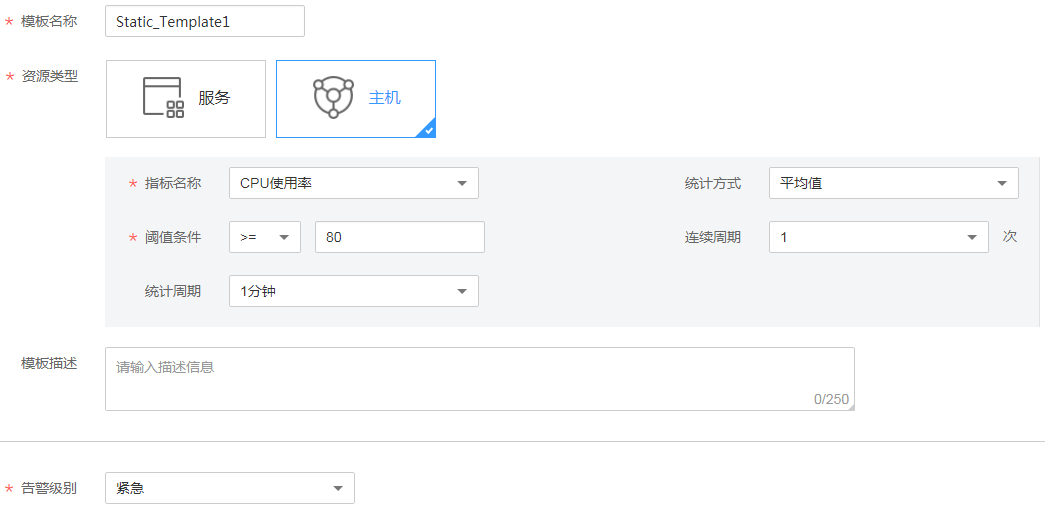 * 模板名称 Static_Template1
* 资源类型 服务 主机
* 指标名称 CPU使用率 统计方式 平均值
* 阈值条件 >= 80 连续周期 1 次
统计周期 1分钟
模板描述 请输入描述信息
0/250
* 告警级别 紧急